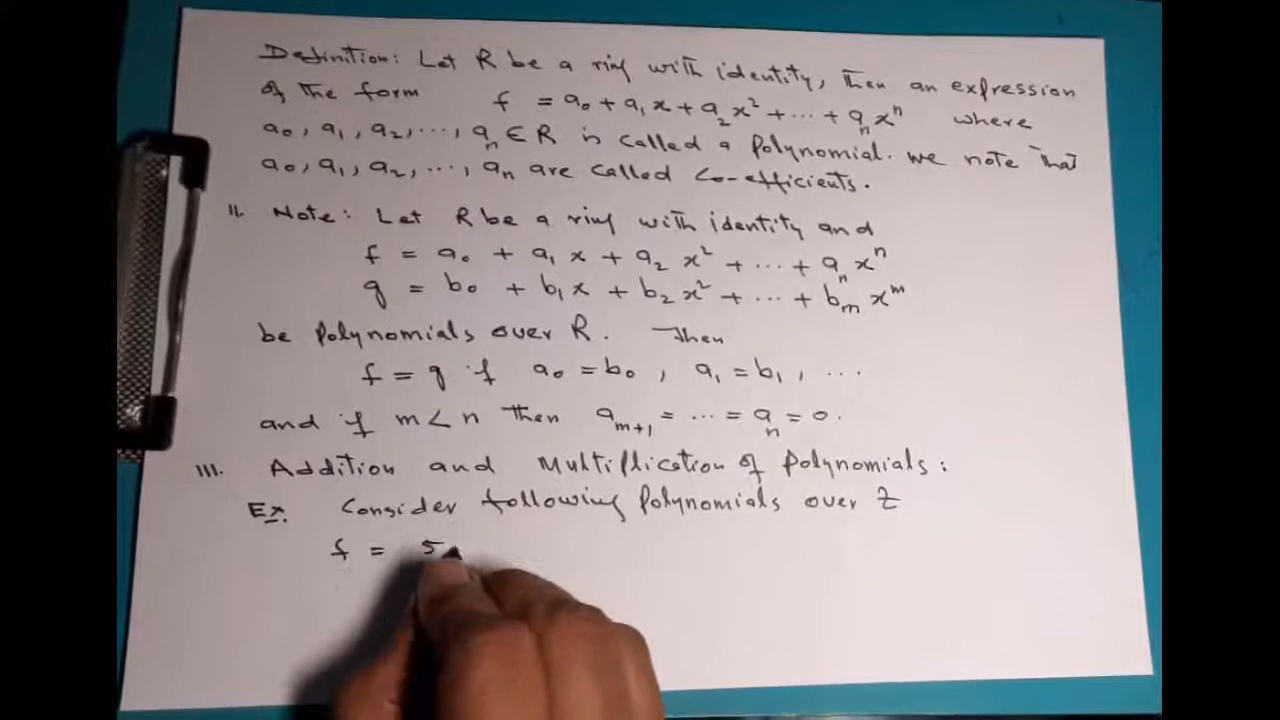 Definition: Let R be a ring with identity, Then an expression
of the form f = a₀ + a₁x + a₂x² + ... + aₙxⁿ where
a₀, a₁, a₂, ..., aₙ ∈ R is called a polynomial. we note that
a₀, a₁, a₂, ..., aₙ are called Co-efficients.
II. Note: Let R be a ring with identity and
f = a₀ + a₁x + a₂x² + ... + aₙxⁿ
g = b₀ + b₁x + b₂x² + ... + bₘxᵐ
be polynomials over R. Then
f = g if a₀ = b₀, a₁ = b₁, ...
and if m < n then aₘ₊₁ = ... = aₙ = 0.
III. Addition and Multiplication of polynomials:
Ex. Consider following polynomials over Z
f = 5